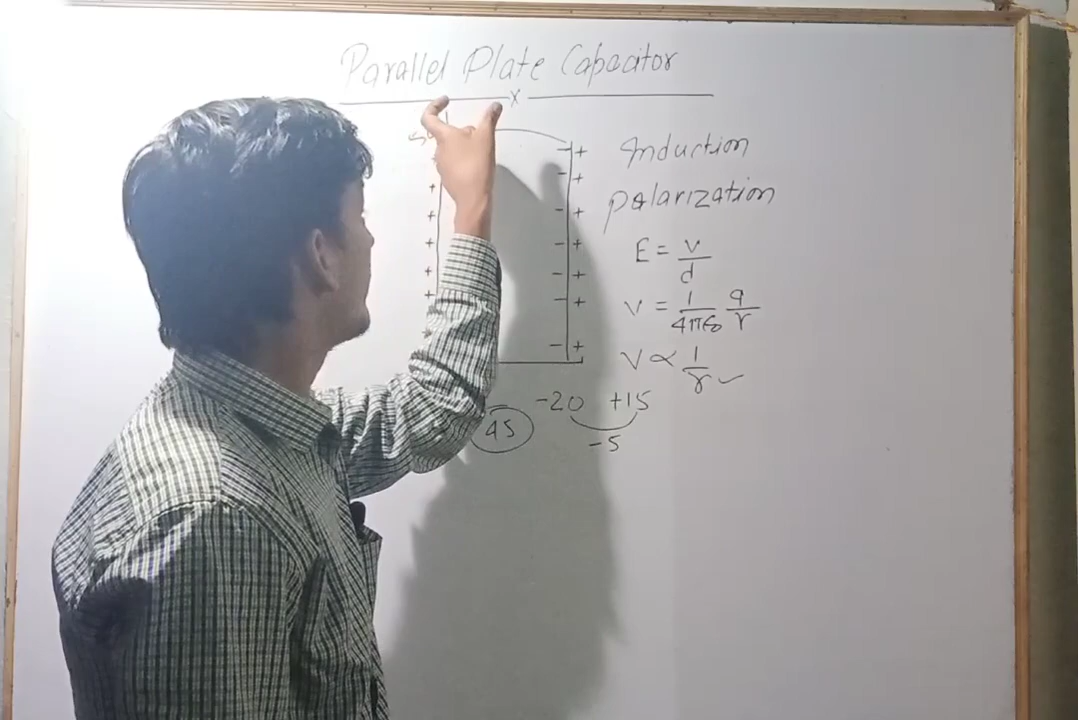 Parallel Plate Capacitor
x
Induction
polarization
E = V/d
V = 1/4πε₀ q/r
V ∝ 1/r ✓
-20 +15
45
-5
+ - +
+ - +
+ - +
+ - +
+ - +
+ - +
- +